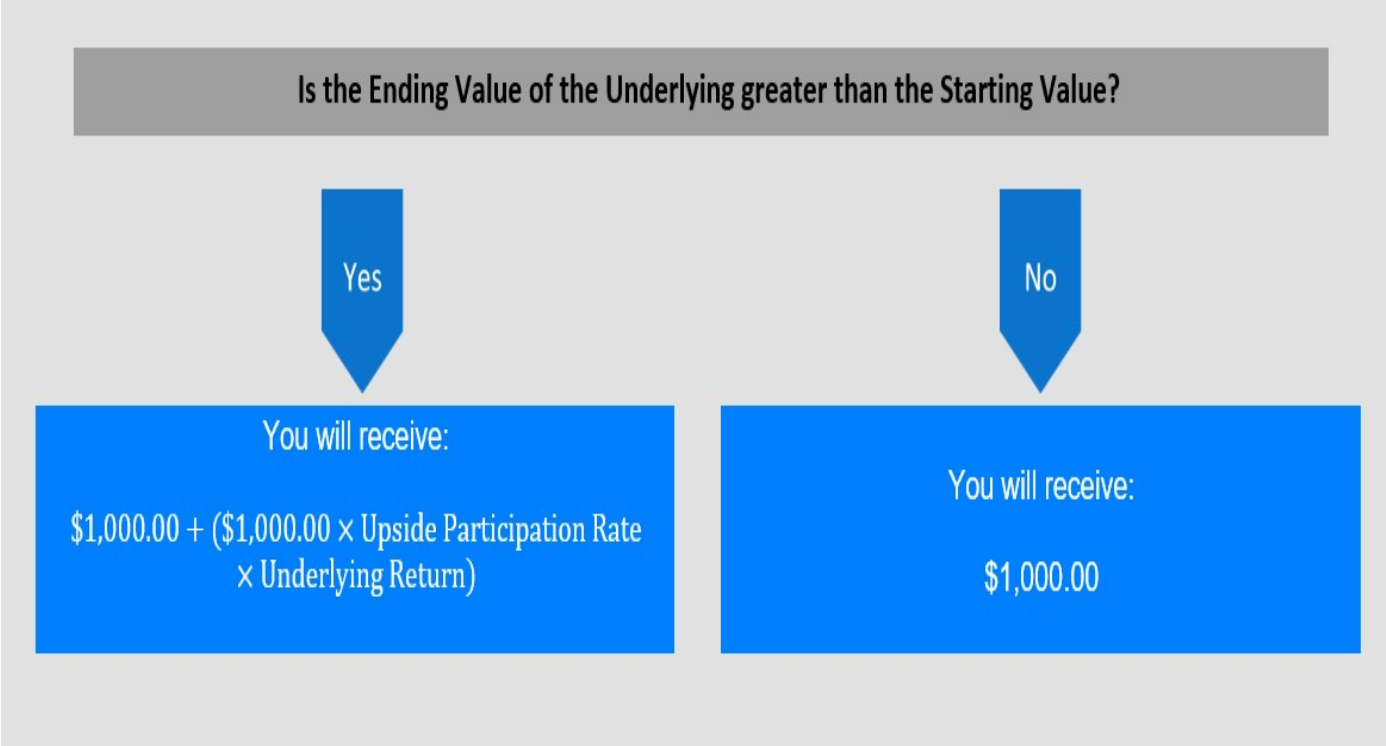 Is the Ending Value of the Underlying greater than the Starting Value?
Yes
No
You will receive:
$1,000.00 + ($1,000.00 × Upside Participation Rate
× Underlying Return)
You will receive:
$1,000.00